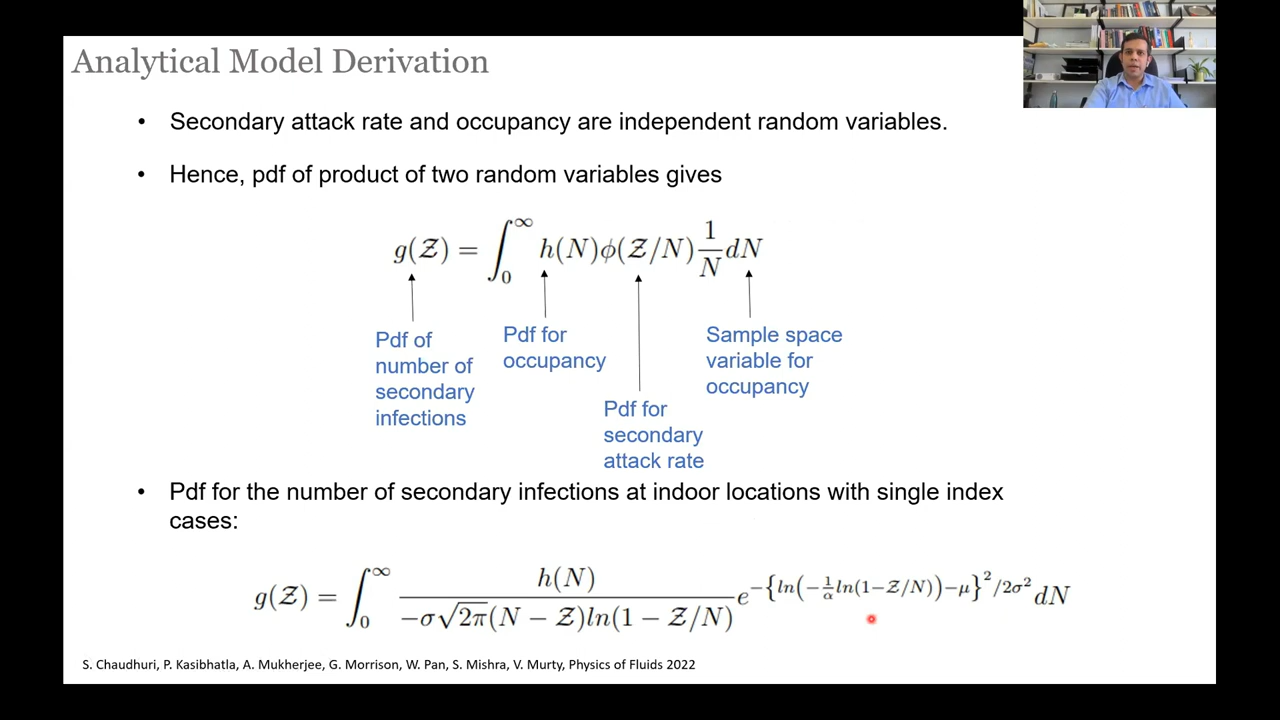 Analytical Model Derivation
• Secondary attack rate and occupancy are independent random variables.
• Hence, pdf of product of two random variables gives
g(𝒵) = ∫₀^∞ h(N)ϕ(𝒵/N) 1/N dN
Pdf of
number of
secondary
infections
Pdf for
occupancy
Pdf for
secondary
attack rate
Sample space
variable for
occupancy
• Pdf for the number of secondary infections at indoor locations with single index
cases:
g(𝒵) = ∫₀^∞ h(N) / (−σ√2π(N − 𝒵)ln(1 − 𝒵/N)) e^(−{ln(−1/α ln(1−𝒵/N))−μ}²/2σ²) dN
S. Chaudhuri, P. Kasibhatla, A. Mukherjee, G. Morrison, W. Pan, S. Mishra, V. Murty, Physics of Fluids 2022